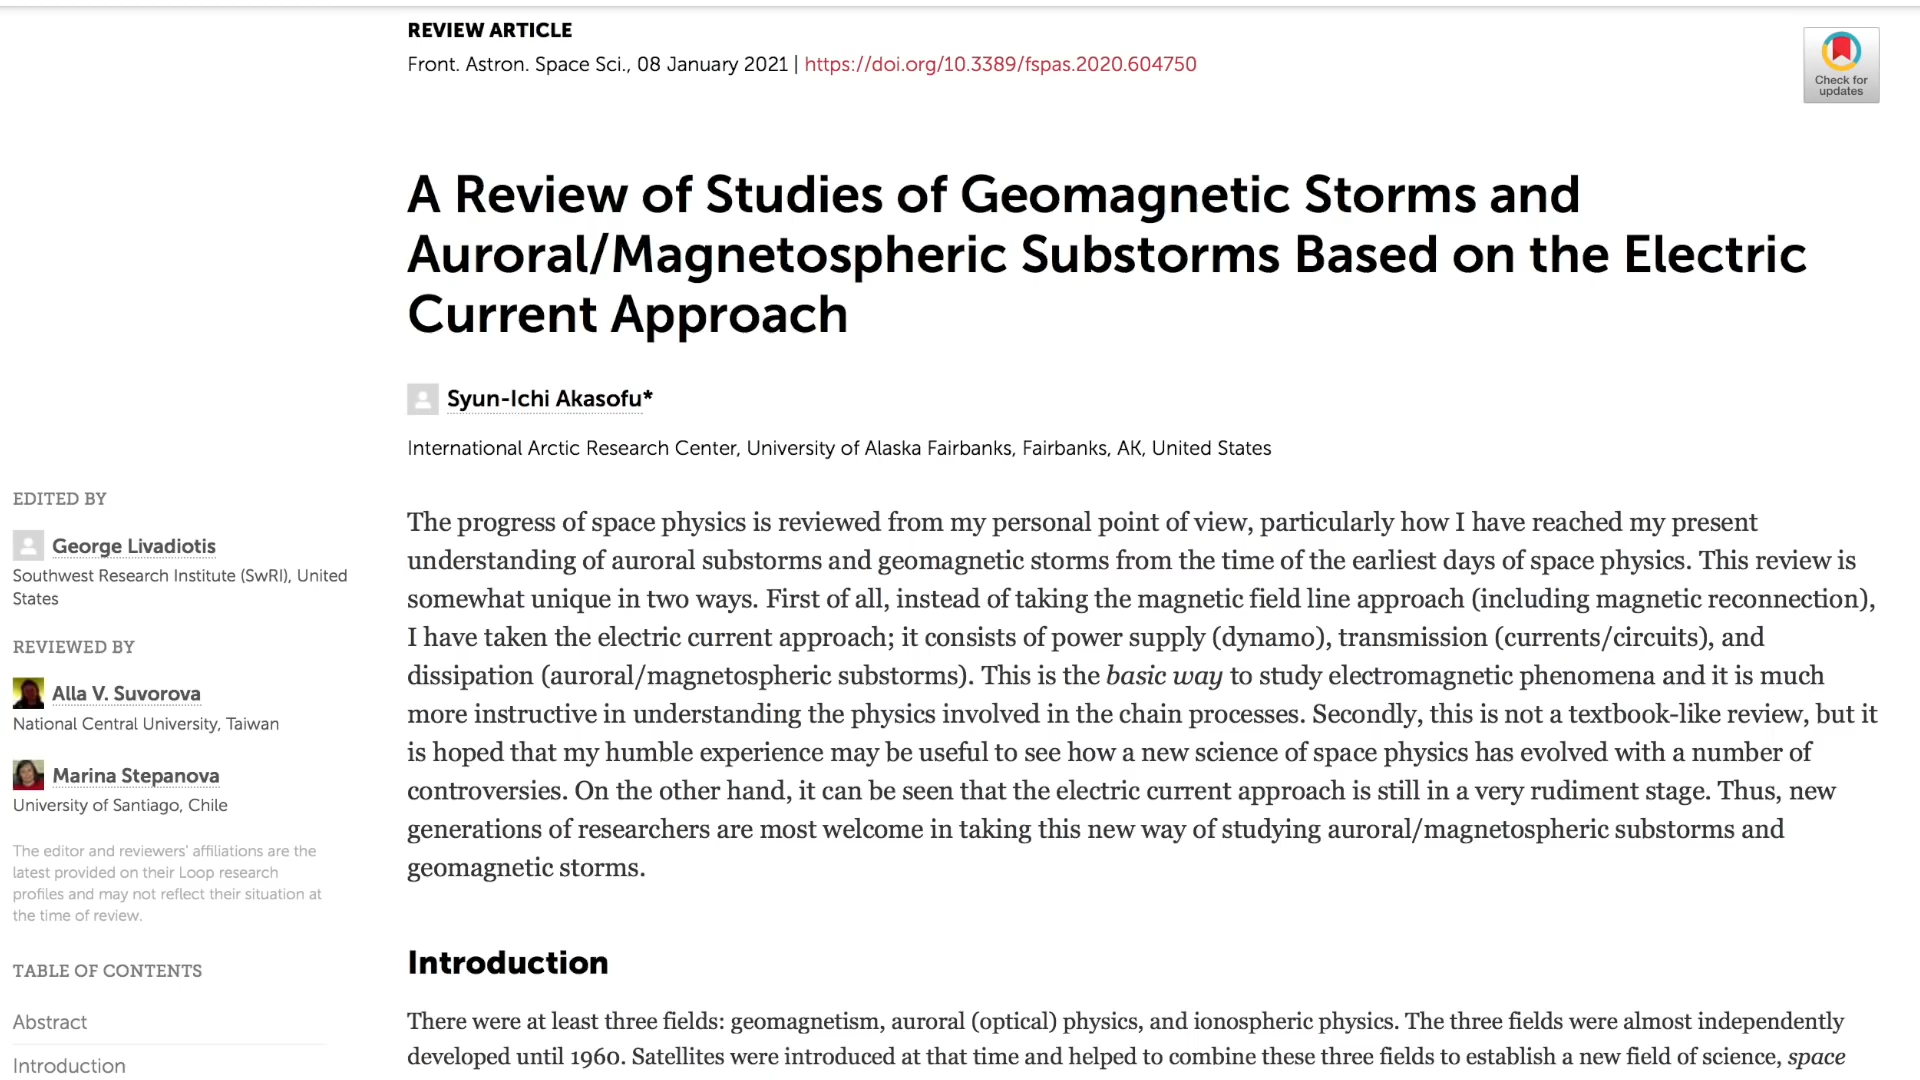 REVIEW ARTICLE
Front. Astron. Space Sci., 08 January 2021 | https://doi.org/10.3389/fspas.2020.604750
Check for
updates
A Review of Studies of Geomagnetic Storms and
Auroral/Magnetospheric Substorms Based on the Electric
Current Approach
Syun-Ichi Akasofu*
International Arctic Research Center, University of Alaska Fairbanks, Fairbanks, AK, United States
EDITED BY
George Livadiotis
Southwest Research Institute (SwRI), United
States
REVIEWED BY
Alla V. Suvorova
National Central University, Taiwan
Marina Stepanova
University of Santiago, Chile
The editor and reviewers' affiliations are the
latest provided on their Loop research
profiles and may not reflect their situation at
the time of review.
TABLE OF CONTENTS
Abstract
Introduction
The progress of space physics is reviewed from my personal point of view, particularly how I have reached my present
understanding of auroral substorms and geomagnetic storms from the time of the earliest days of space physics. This review is
somewhat unique in two ways. First of all, instead of taking the magnetic field line approach (including magnetic reconnection),
I have taken the electric current approach; it consists of power supply (dynamo), transmission (currents/circuits), and
dissipation (auroral/magnetospheric substorms). This is the basic way to study electromagnetic phenomena and it is much
more instructive in understanding the physics involved in the chain processes. Secondly, this is not a textbook-like review, but it
is hoped that my humble experience may be useful to see how a new science of space physics has evolved with a number of
controversies. On the other hand, it can be seen that the electric current approach is still in a very rudiment stage. Thus, new
generations of researchers are most welcome in taking this new way of studying auroral/magnetospheric substorms and
geomagnetic storms.
Introduction
There were at least three fields: geomagnetism, auroral (optical) physics, and ionospheric physics. The three fields were almost independently
developed until 1960. Satellites were introduced at that time and helped to combine these three fields to establish a new field of science, space